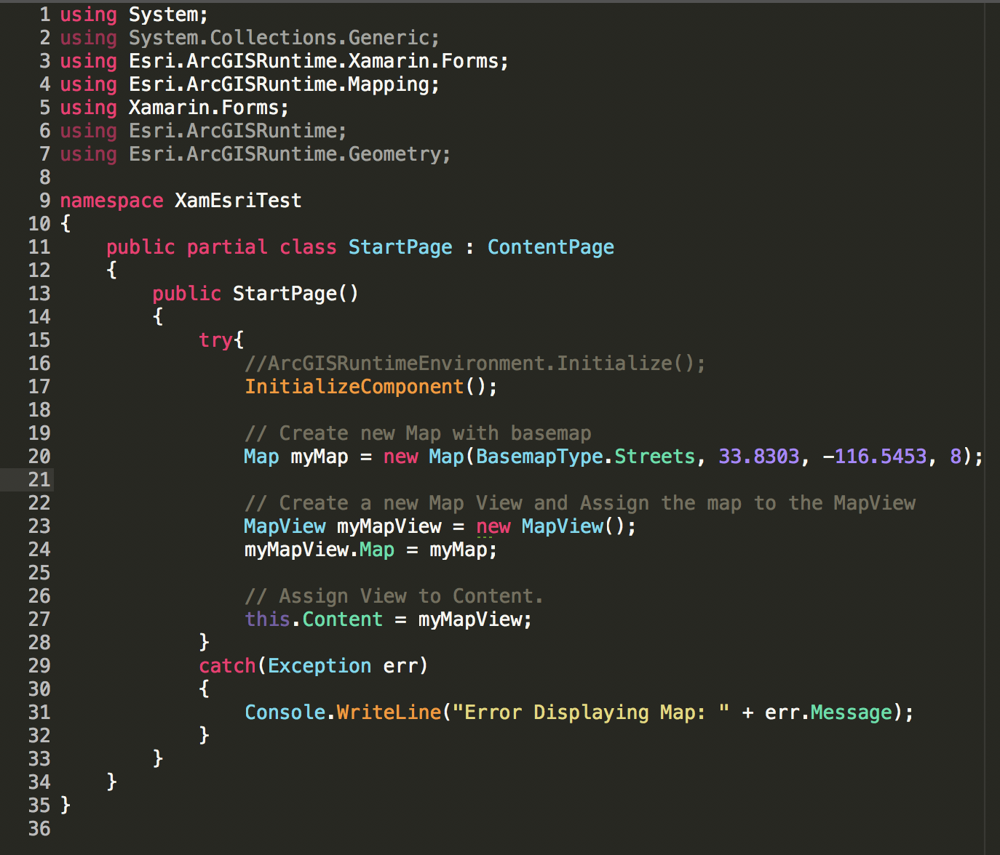 1 using System;
2 using System.Collections.Generic;
3 using Esri.ArcGISRuntime.Xamarin.Forms;
4 using Esri.ArcGISRuntime.Mapping;
5 using Xamarin.Forms;
6 using Esri.ArcGISRuntime;
7 using Esri.ArcGISRuntime.Geometry;
8
9 namespace XamEsriTest
10 {
11     public partial class StartPage : ContentPage
12     {
13         public StartPage()
14         {
15             try{
16                 //ArcGISRuntimeEnvironment.Initialize();
17                 InitializeComponent();
18
19                 // Create new Map with basemap
20                 Map myMap = new Map(BasemapType.Streets, 33.8303, -116.5453, 8);
21
22                 // Create a new Map View and Assign the map to the MapView
23                 MapView myMapView = new MapView();
24                 myMapView.Map = myMap;
25
26                 // Assign View to Content.
27                 this.Content = myMapView;
28             }
29             catch(Exception err)
30             {
31                 Console.WriteLine("Error Displaying Map: " + err.Message);
32             }
33         }
34     }
35 }
36